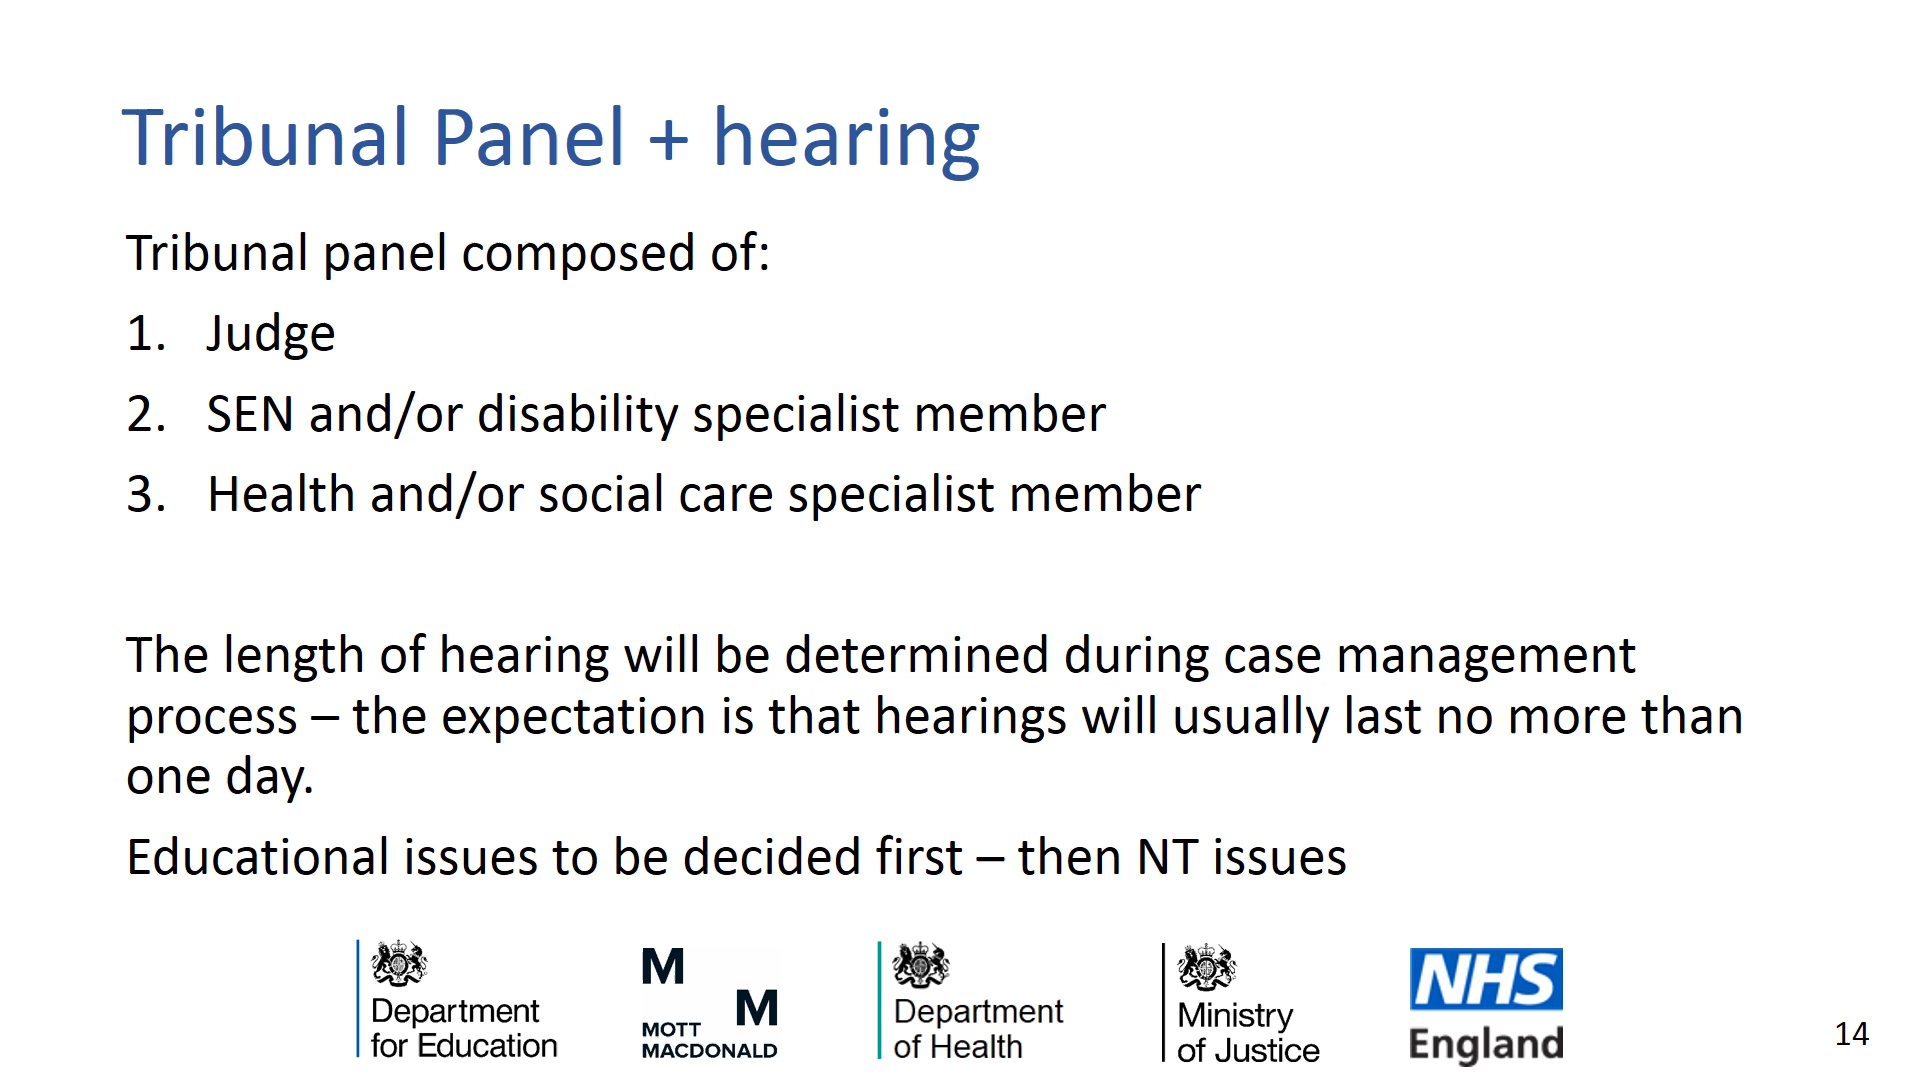 Tribunal Panel + hearing
Tribunal panel composed of:
1. Judge
2. SEN and/or disability specialist member
3. Health and/or social care specialist member
The length of hearing will be determined during case management
process – the expectation is that hearings will usually last no more than
one day.
Educational issues to be decided first – then NT issues
Department
for Education
M
M
MOTT
MACDONALD
Department
of Health
Ministry
of Justice
NHS
England
14